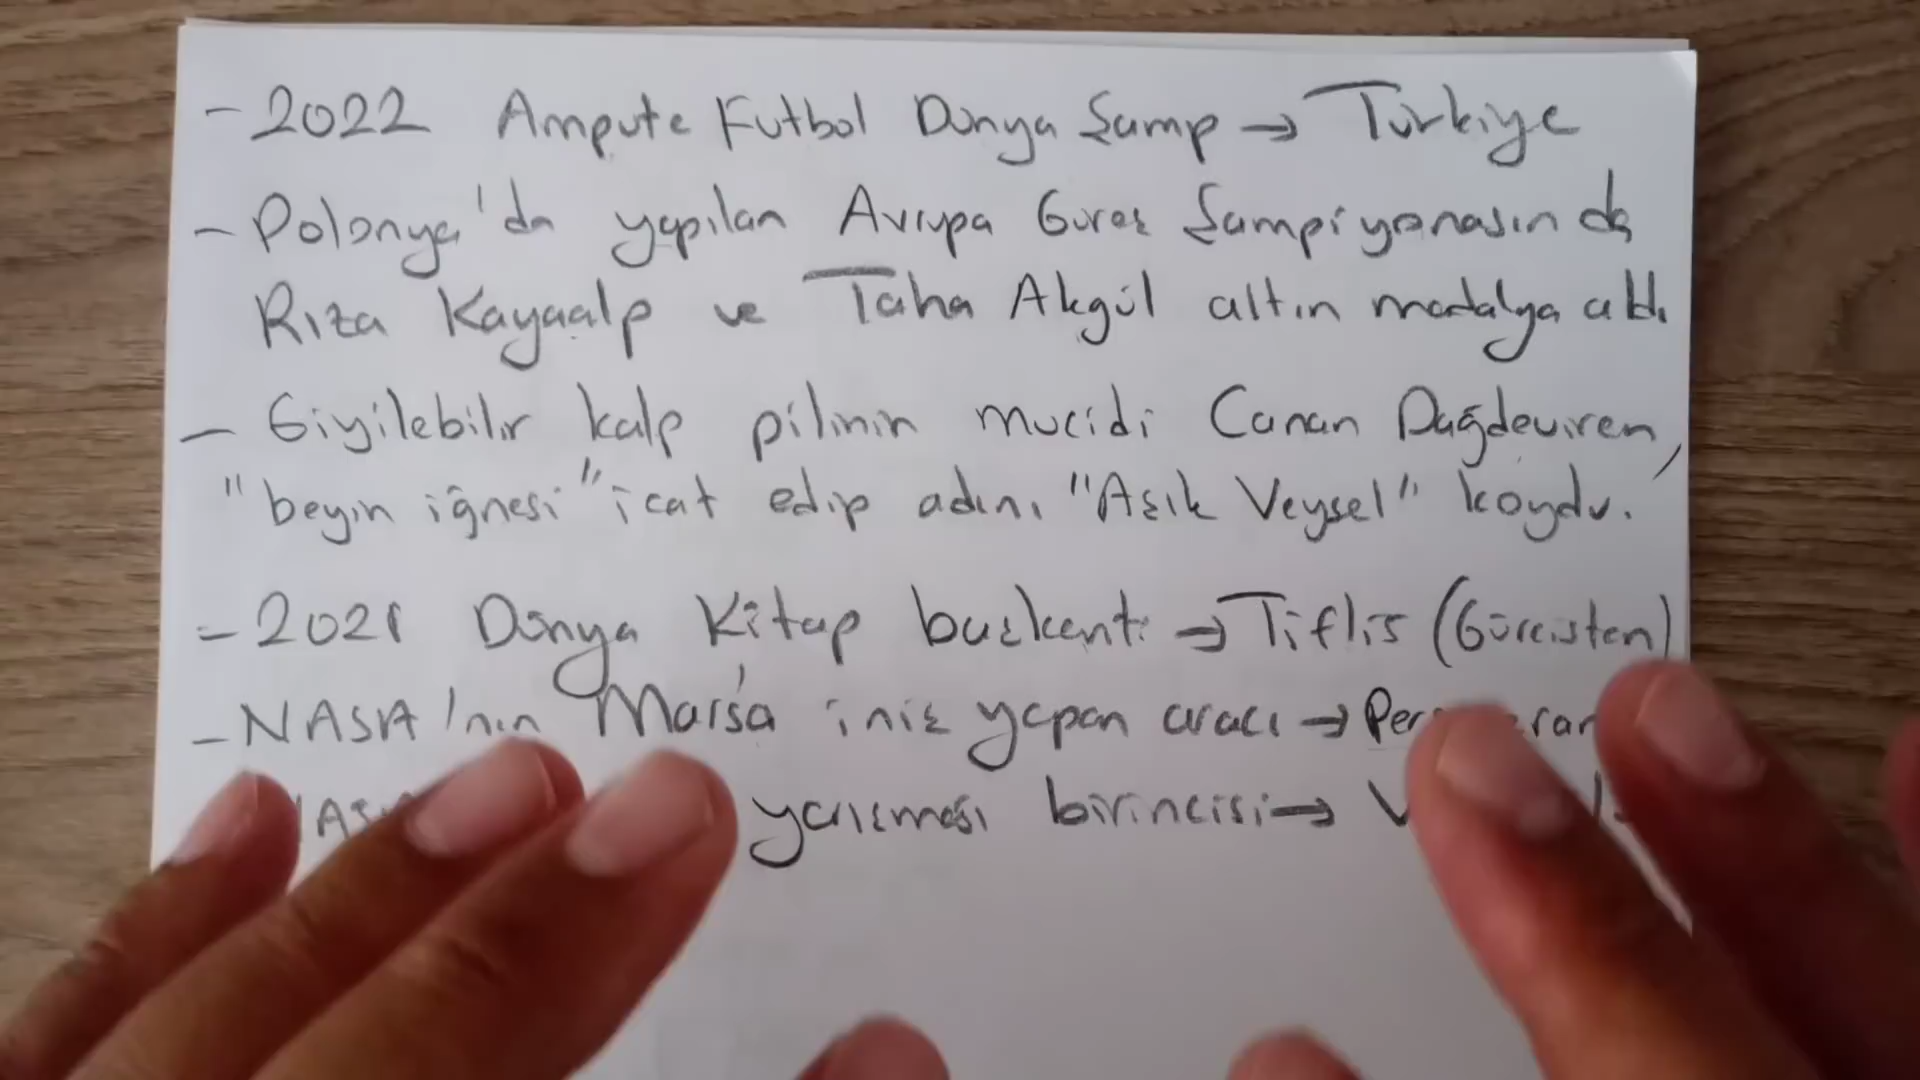 - 2022 Ampute Futbol Dünya Şamp → Türkiye
- Polonya'da yapılan Avrupa Güreş Şampiyonasında
Rıza Kayaalp ve Taha Akgül altın madalya aldı.
- Giyilebilir kalp pilinin mucidi Canan Dağdeviren,
"beyin iğnesi" icat edip adını "Aşık Veysel" koydu.
- 2021 Dünya Kitap başkenti → Tiflis (Gürcistan)
- NASA'nın Mars'a iniş yapan aracı →
yarışması birincisi →